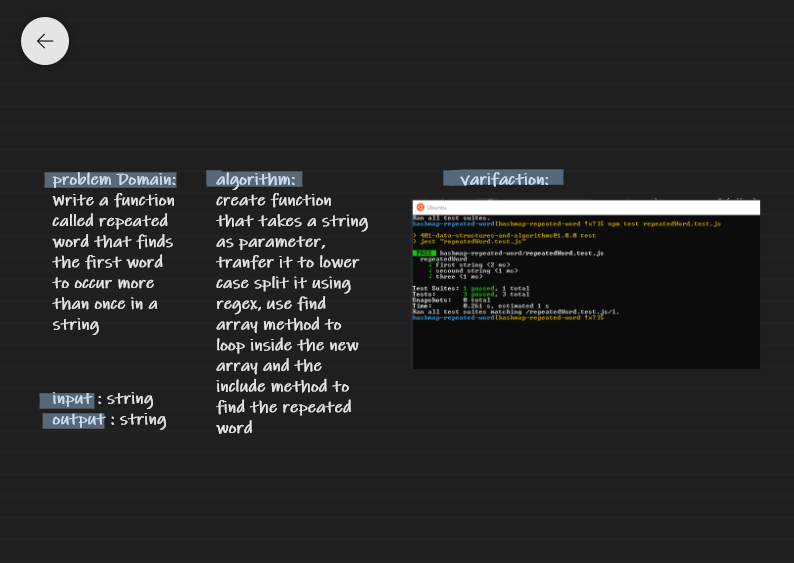 problem Domain:
Write a function
called repeated
word that finds
the first word
to occur more
than once in a
string
input : string
output : string
algorithm:
create function
that takes a string
as parameter,
tranfer it to lower
case split it using
regex, use find
array method to
loop inside the new
array and the
include method to
find the repeated
word
varifaction:
Ubuntu
Ran all test suites.
hashmap-repeated-word[hashmap-repeated-word !x?]$ npm test repeatedWord.test.js
> 401-data-structures-and-algorithms@1.0.0 test
> jest "repeatedWord.test.js"
PASS hashmap-repeated-word/repeatedWord.test.js
repeatedWord
√ first string (2 ms)
√ secound string (1 ms)
√ three (1 ms)
Test Suites: 1 passed, 1 total
Tests: 3 passed, 3 total
Snapshots: 0 total
Time: 0.261 s, estimated 1 s
Ran all test suites matching /repeatedWord.test.js/i.
hashmap-repeated-word[hashmap-repeated-word !x?]$